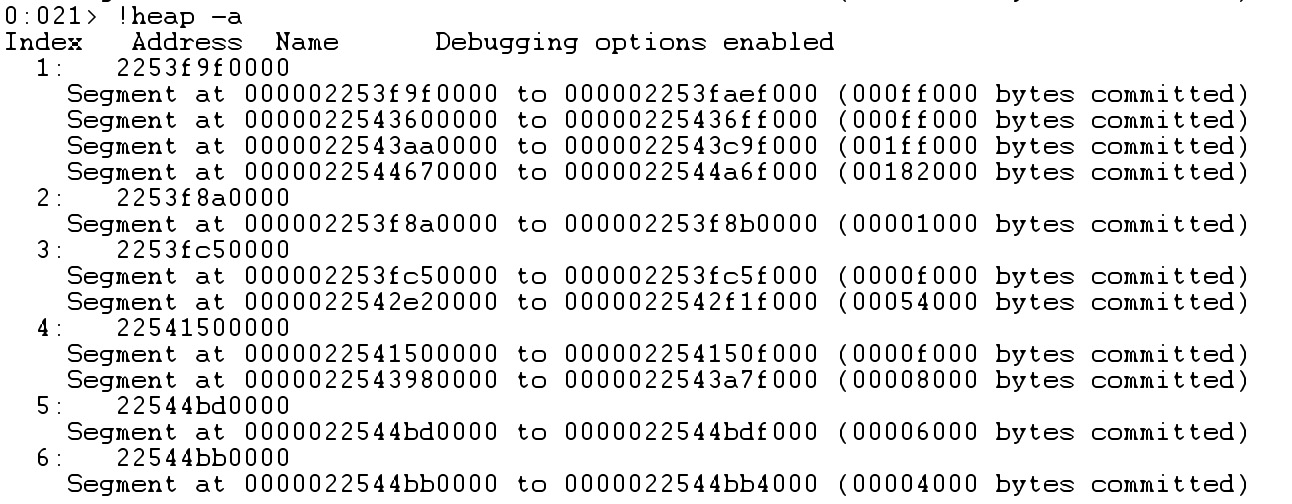 0:021> !heap -a
Index   Address  Name      Debugging options enabled
  1:   2253f9f0000
    Segment at 000002253f9f0000 to 000002253faef000 (000ff000 bytes committed)
    Segment at 0000022543600000 to 00000225436ff000 (000ff000 bytes committed)
    Segment at 0000022543aa0000 to 0000022543c9f000 (001ff000 bytes committed)
    Segment at 0000022544670000 to 0000022544a6f000 (00182000 bytes committed)
  2:   2253f8a0000
    Segment at 000002253f8a0000 to 000002253f8b0000 (00001000 bytes committed)
  3:   2253fc50000
    Segment at 000002253fc50000 to 000002253fc5f000 (0000f000 bytes committed)
    Segment at 0000022542e20000 to 0000022542f1f000 (00054000 bytes committed)
  4:   22541500000
    Segment at 0000022541500000 to 000002254150f000 (0000f000 bytes committed)
    Segment at 0000022543980000 to 0000022543a7f000 (00008000 bytes committed)
  5:   22544bd0000
    Segment at 0000022544bd0000 to 0000022544bdf000 (00006000 bytes committed)
  6:   22544bb0000
    Segment at 0000022544bb0000 to 0000022544bb4000 (00004000 bytes committed)